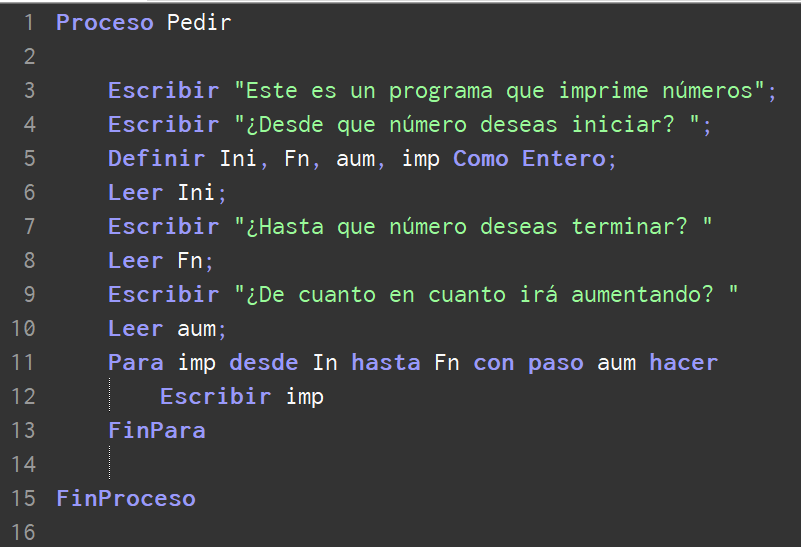 1 Proceso Pedir
2
3 Escribir "Este es un programa que imprime números";
4 Escribir "¿Desde que número deseas iniciar? ";
5 Definir Ini, Fn, aum, imp Como Entero;
6 Leer Ini;
7 Escribir "¿Hasta que número deseas terminar? "
8 Leer Fn;
9 Escribir "¿De cuanto en cuanto irá aumentando? "
10 Leer aum;
11 Para imp desde In hasta Fn con paso aum hacer
12 Escribir imp
13 FinPara
14
15 FinProceso
16